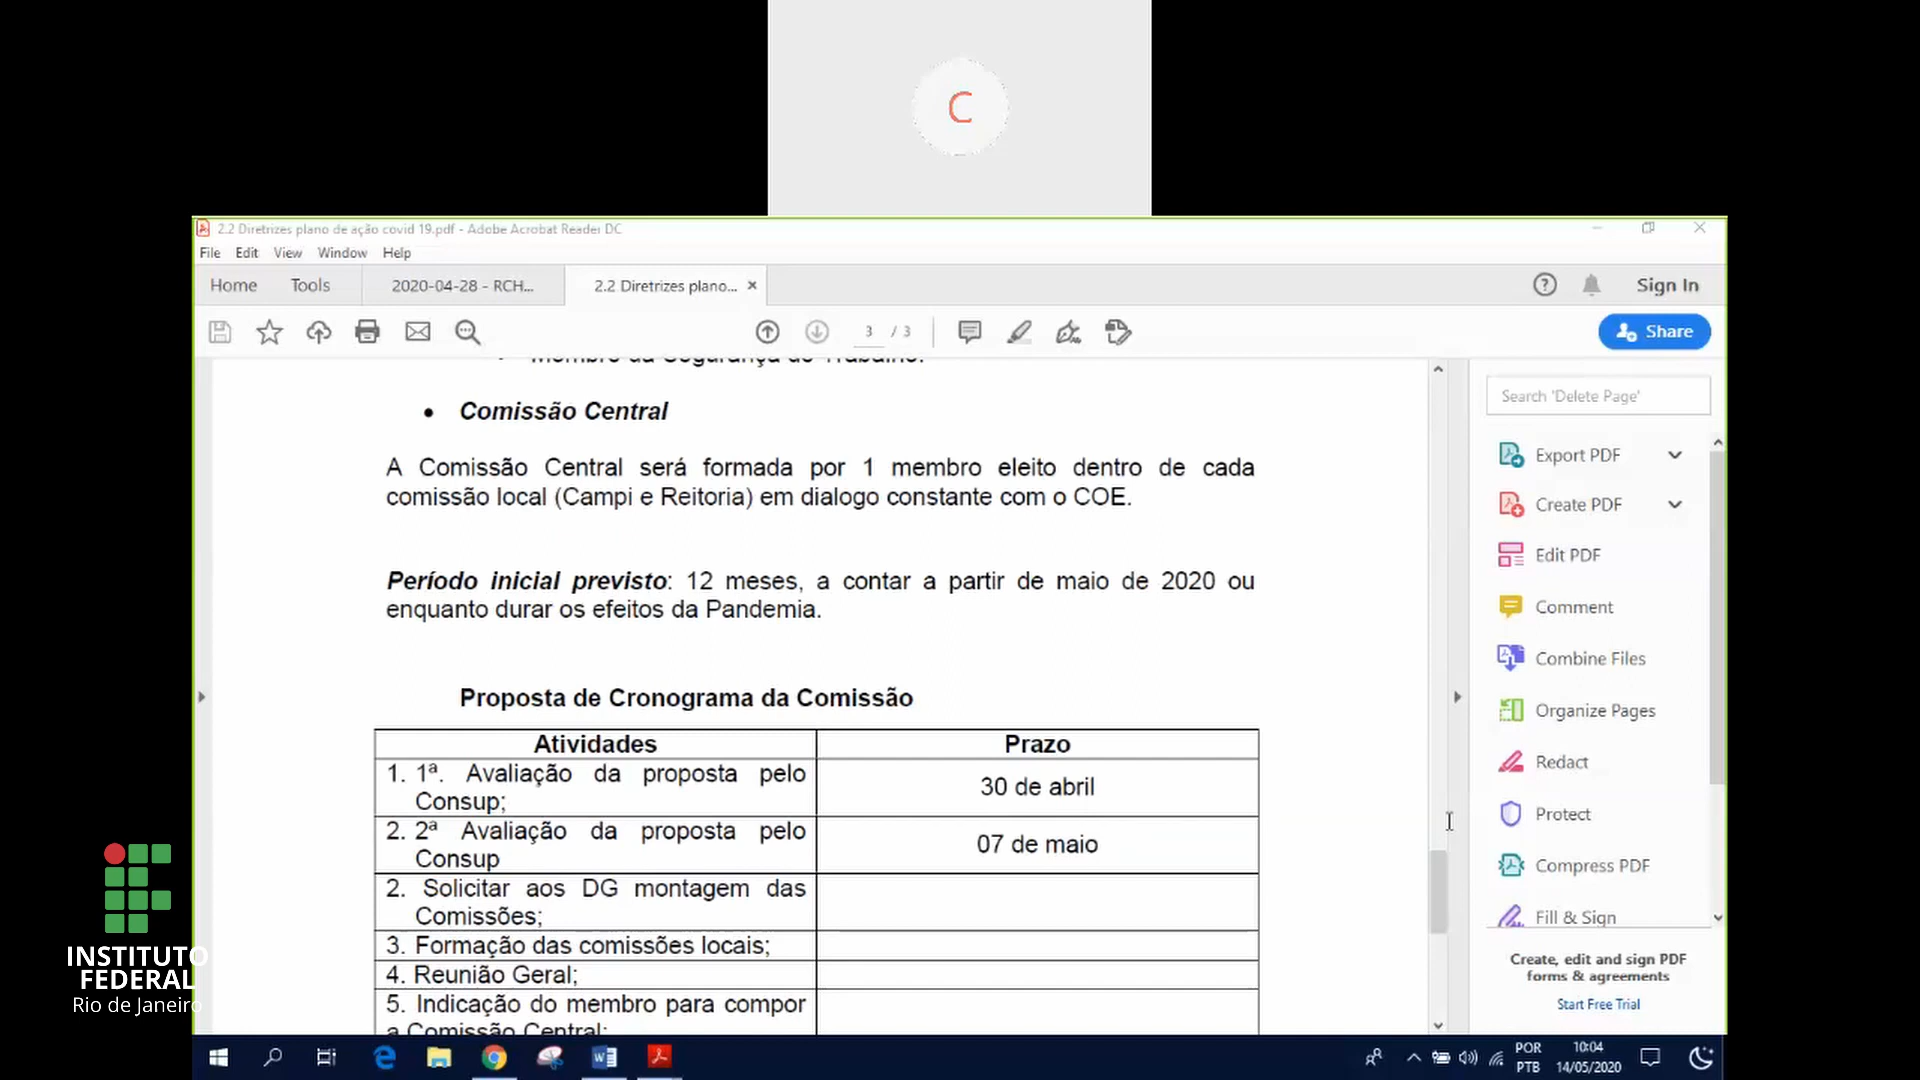 C
2.2 Diretrizes plano de ação covid 19.pdf - Adobe Acrobat Reader DC
File Edit View Window Help
Home Tools 2020-04-28 - RCH... 2.2 Diretrizes plano... × Sign In
3 / 3 Share
Membro da Segurança do Trabalho.
• Comissão Central
A Comissão Central será formada por 1 membro eleito dentro de cada
comissão local (Campi e Reitoria) em dialogo constante com o COE.
Período inicial previsto: 12 meses, a contar a partir de maio de 2020 ou
enquanto durar os efeitos da Pandemia.
Proposta de Cronograma da Comissão
Atividades Prazo
1. 1ª. Avaliação da proposta pelo
Consup;
30 de abril
2. 2ª Avaliação da proposta pelo
Consup
07 de maio
2. Solicitar aos DG montagem das
Comissões;
3. Formação das comissões locais;
4. Reunião Geral;
5. Indicação do membro para compor
a Comissão Central;
Search 'Delete Page'
Export PDF
Create PDF
Edit PDF
Comment
Combine Files
Organize Pages
Redact
Protect
Compress PDF
Fill & Sign
Create, edit and sign PDF
forms & agreements
Start Free Trial
INSTITUTO
FEDERAL
Rio de Janeiro
POR
PTB
10:04
14/05/2020